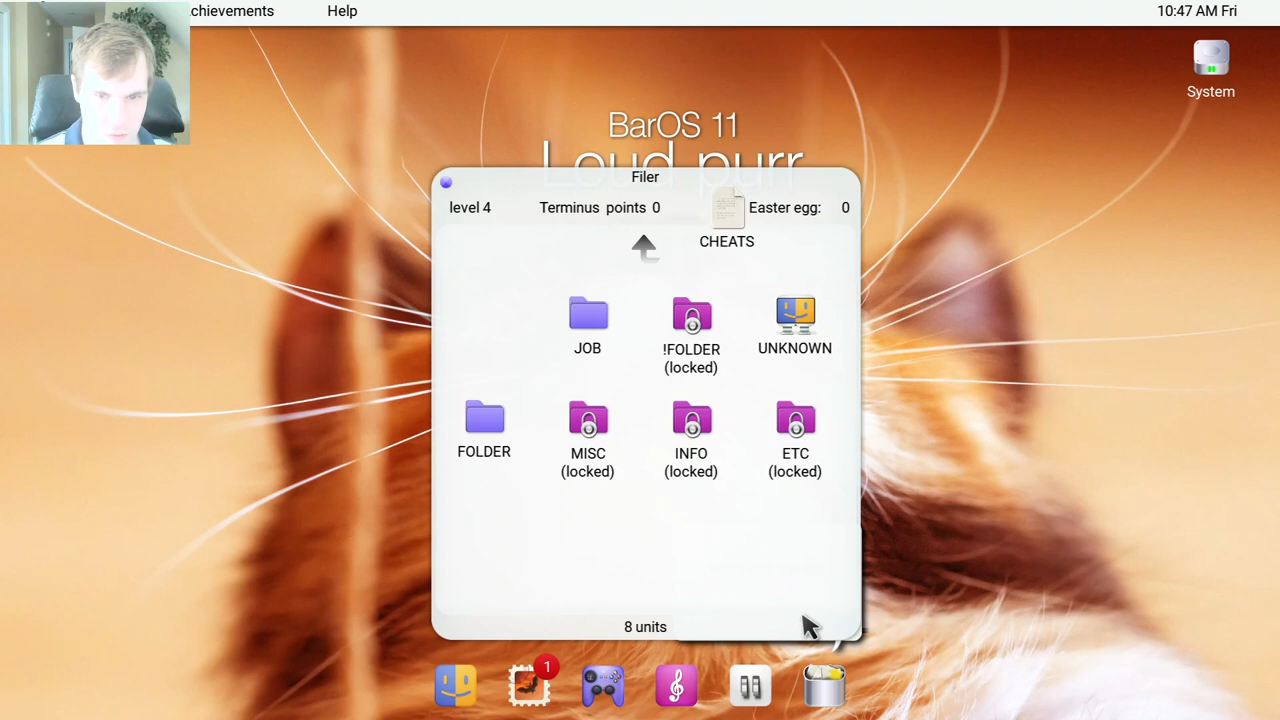 chievements
Help
10:47 AM Fri
System
BarOS 11
Loud purr
Filer
level 4
Terminus points 0
Easter egg: 0
CHEATS
JOB
!FOLDER
(locked)
UNKNOWN
FOLDER
MISC
(locked)
INFO
(locked)
ETC
(locked)
8 units
1